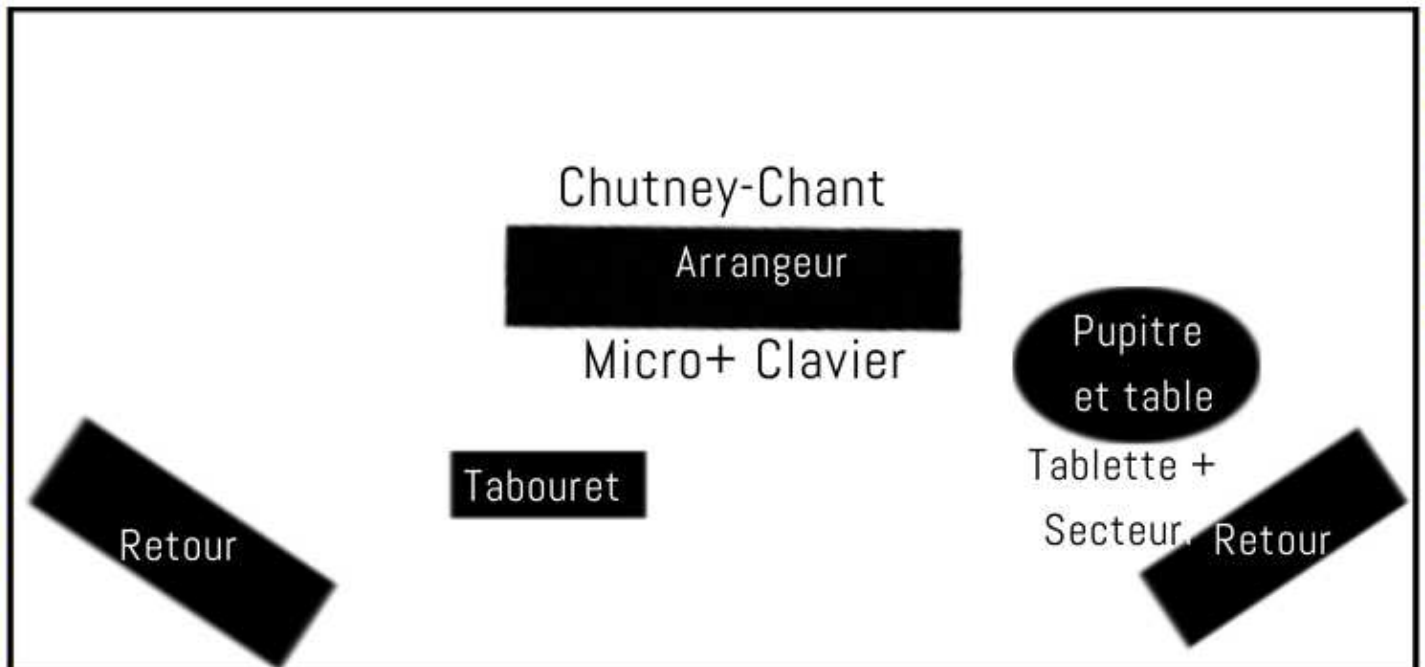 Chutney-Chant
Arrangeur
Micro+ Clavier
Pupitre
et table
Tablette +
Secteur.
Tabouret
Retour
Retour